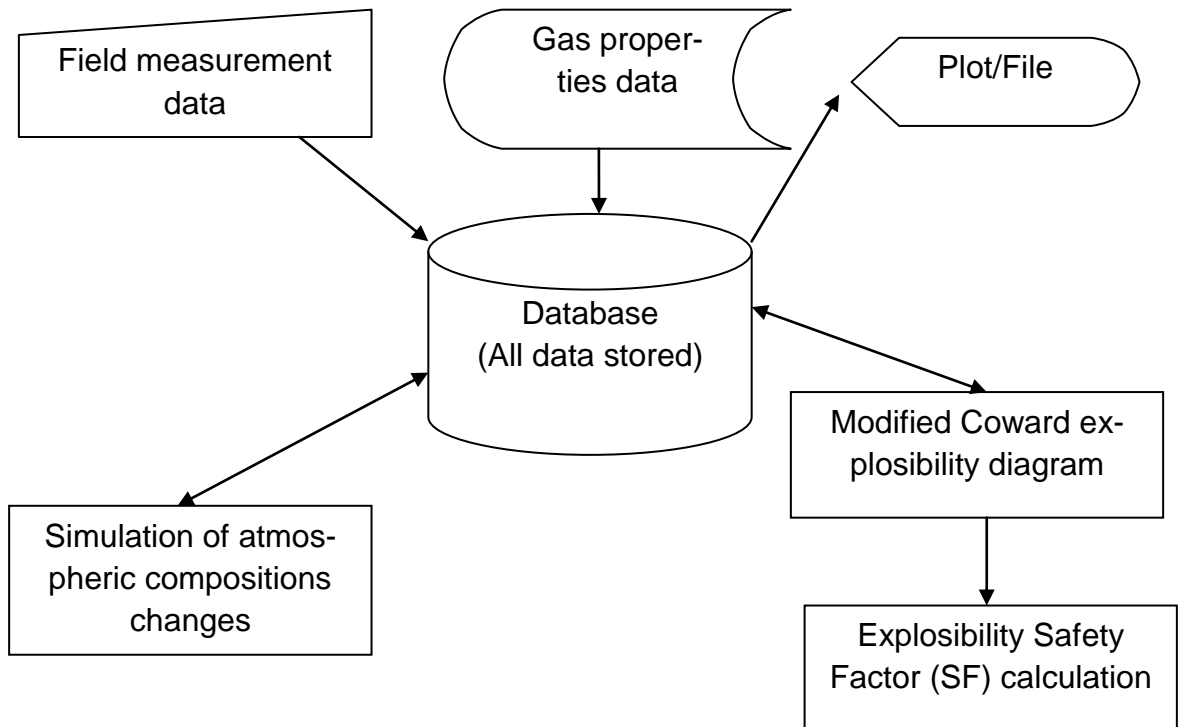 Field measurement
data
Gas proper-
ties data
Plot/File
Database
(All data stored)
Modified Coward ex-
plosibility diagram
Simulation of atmos-
pheric compositions
changes
Explosibility Safety
Factor (SF) calculation